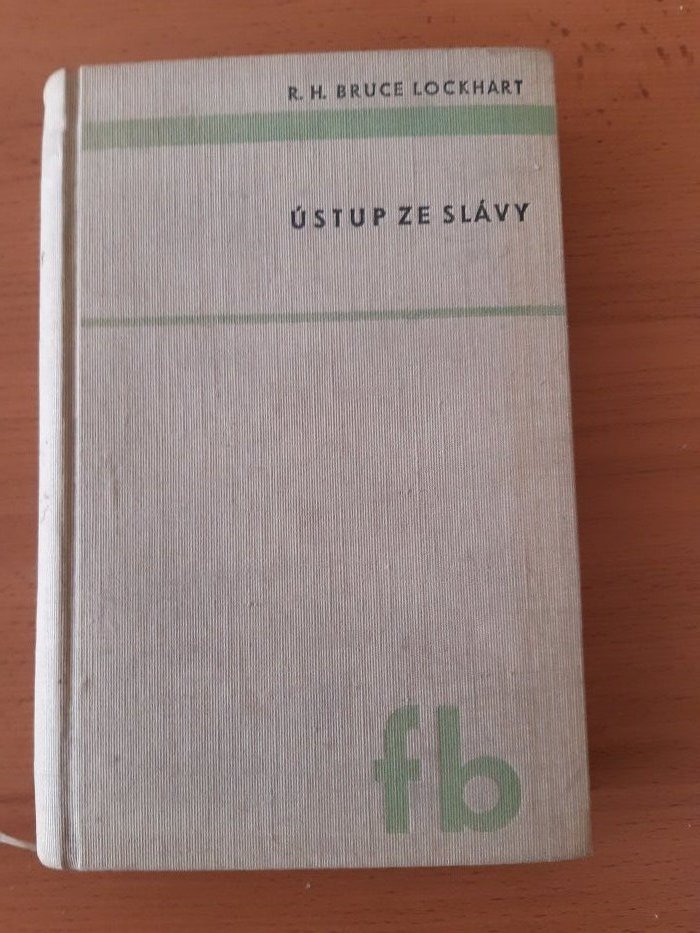 R. H. BRUCE LOCKHART
ÚSTUP ZE SLÁVY
fb